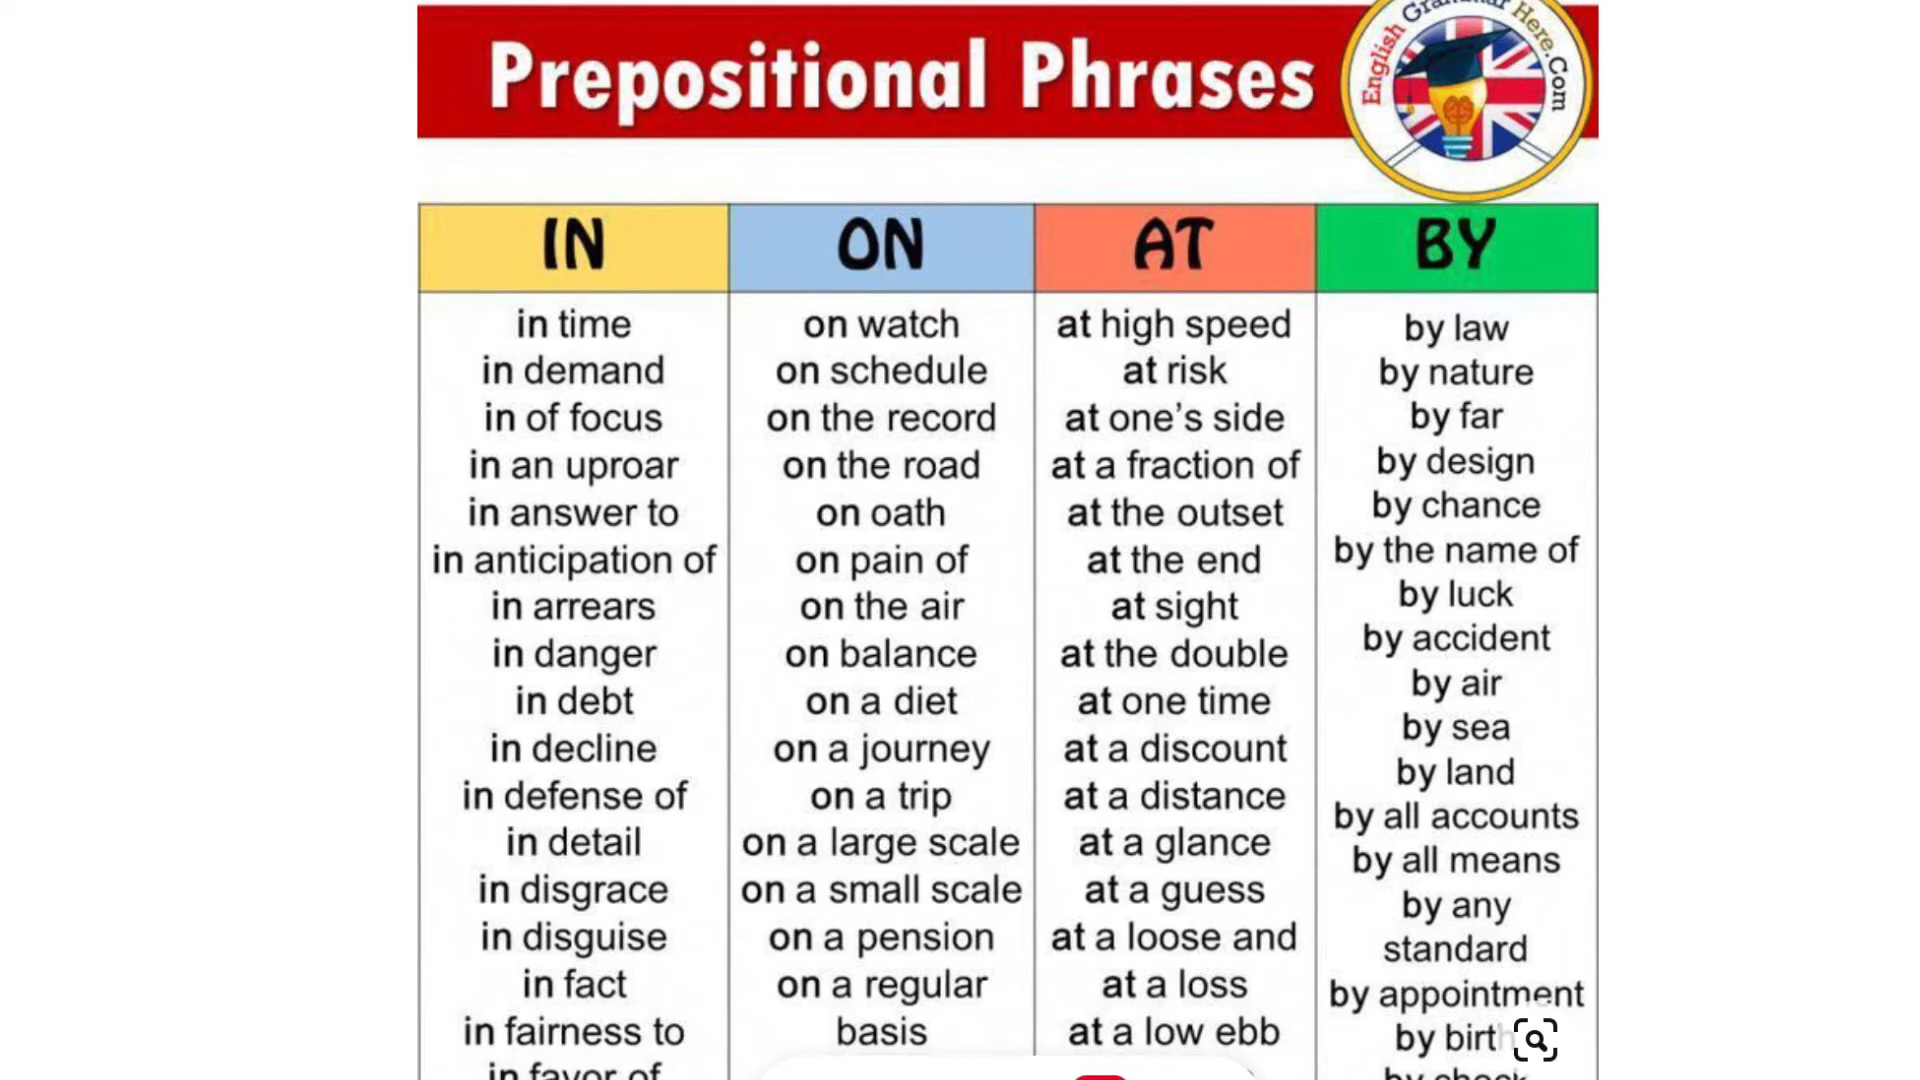 Prepositional Phrases
English Grammar Here.Com
IN
in time
in demand
in of focus
in an uproar
in answer to
in anticipation of
in arrears
in danger
in debt
in decline
in defense of
in detail
in disgrace
in disguise
in fact
in fairness to
in favor of
ON
on watch
on schedule
on the record
on the road
on oath
on pain of
on the air
on balance
on a diet
on a journey
on a trip
on a large scale
on a small scale
on a pension
on a regular
basis
AT
at high speed
at risk
at one's side
at a fraction of
at the outset
at the end
at sight
at the double
at one time
at a discount
at a distance
at a glance
at a guess
at a loose and
at a loss
at a low ebb
BY
by law
by nature
by far
by design
by chance
by the name of
by luck
by accident
by air
by sea
by land
by all accounts
by all means
by any
standard
by appointment
by birth
by check